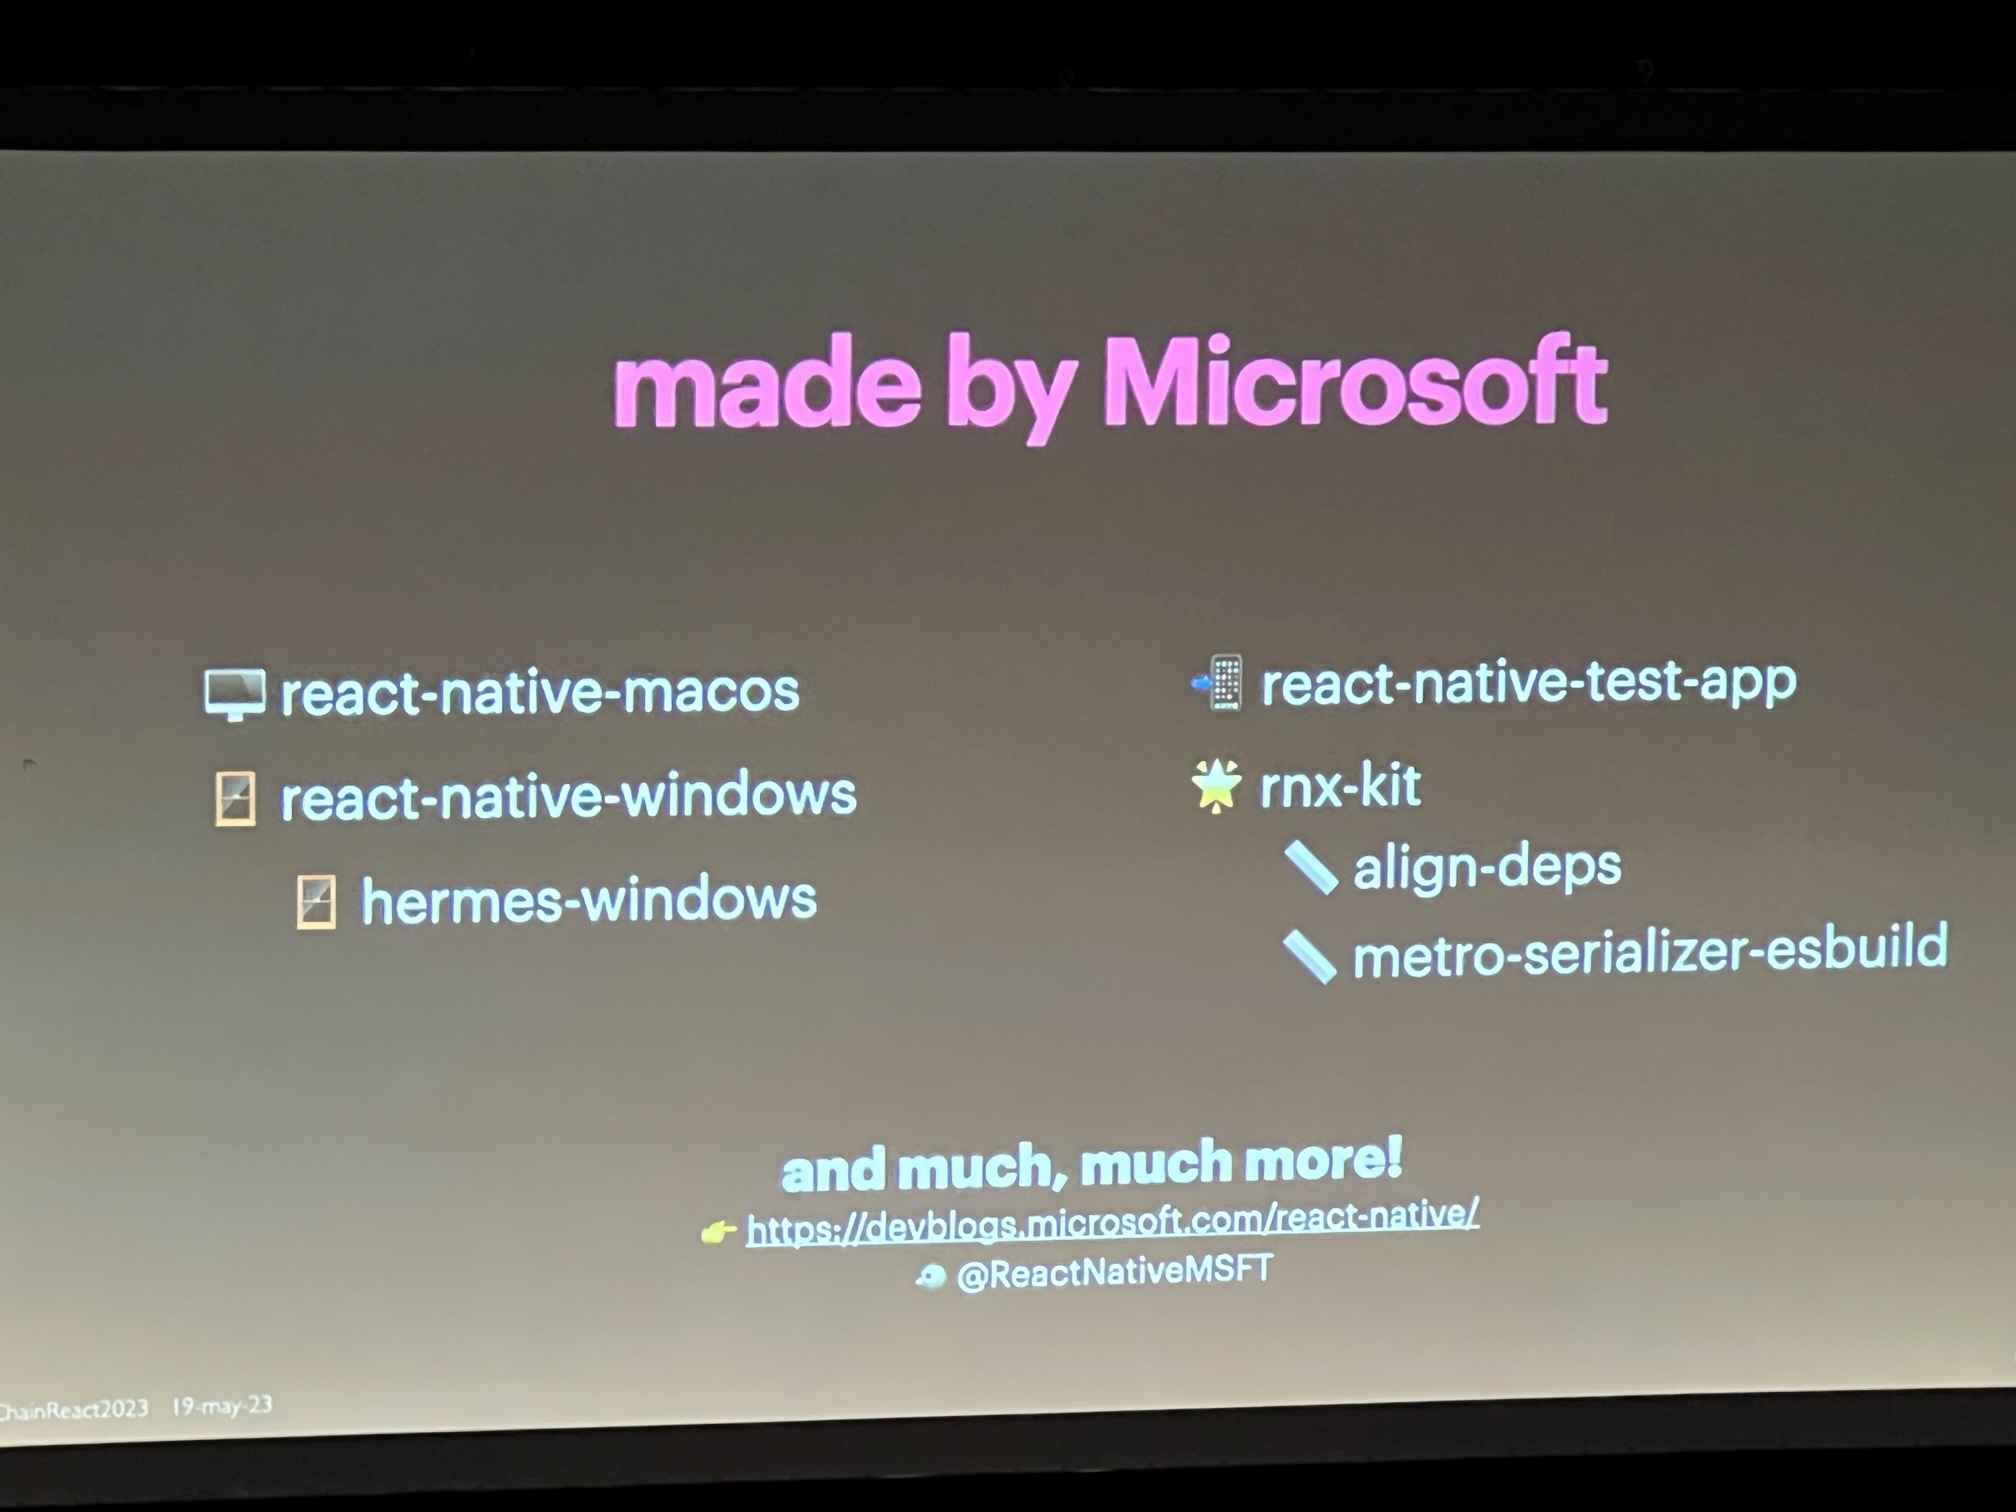 made by Microsoft
react-native-macos
react-native-windows
hermes-windows
react-native-test-app
rnx-kit
align-deps
metro-serializer-esbuild
and much, much more!
https://devblogs.microsoft.com/react-native/
@ReactNativeMSFT
ChainReact2023 19-may-23